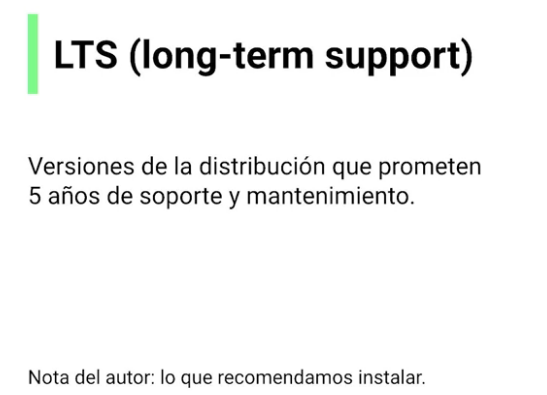 LTS (long-term support)
Versiones de la distribución que prometen
5 años de soporte y mantenimiento.
Nota del autor: lo que recomendamos instalar.